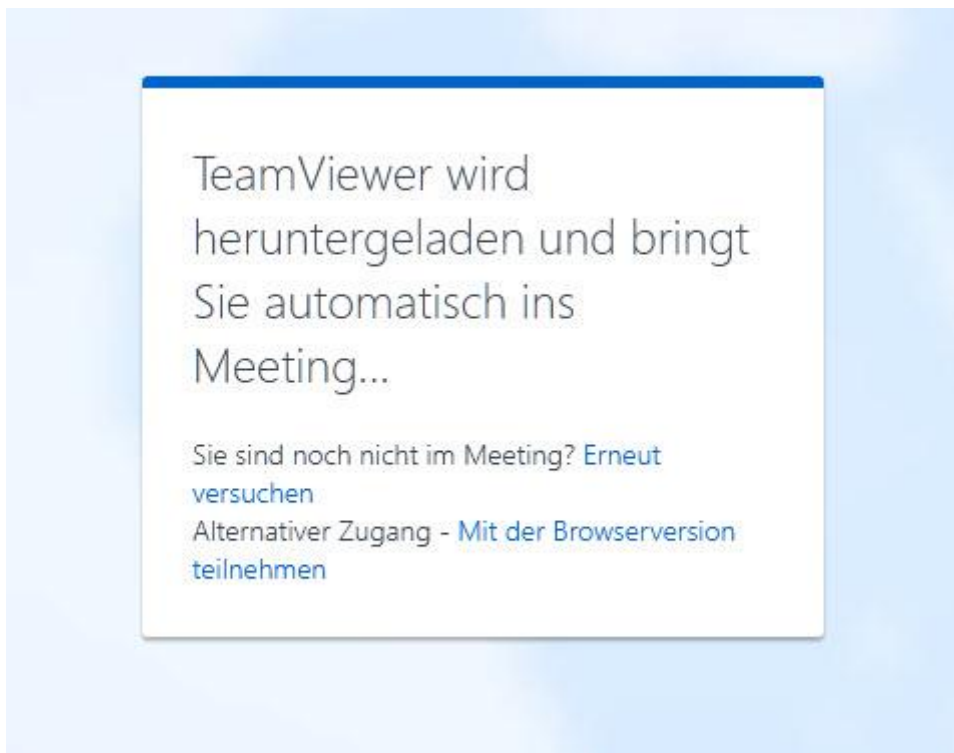 TeamViewer wird
heruntergeladen und bringt
Sie automatisch ins
Meeting...
Sie sind noch nicht im Meeting? Erneut
versuchen
Alternativer Zugang - Mit der Browserversion
teilnehmen